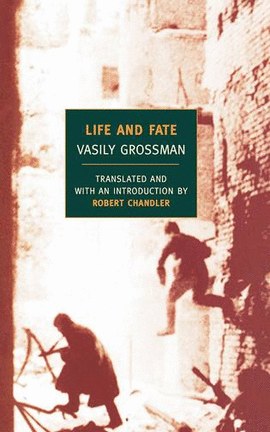 LIFE AND FATE
VASILY GROSSMAN
TRANSLATED AND
WITH AN INTRODUCTION BY
ROBERT CHANDLER